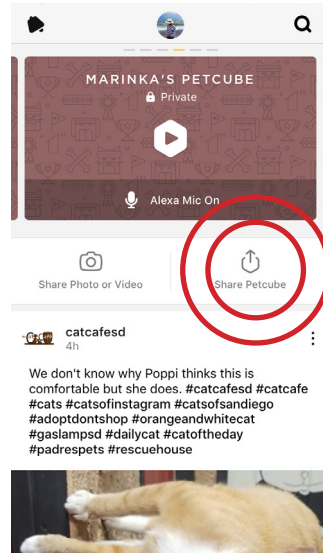 MARINKA'S PETCUBE
Private
Alexa Mic On
Share Photo or Video
Share Petcube
catcafesd
4h
We don't know why Poppi thinks this is
comfortable but she does. #catcafesd #catcafe
#cats #catsofinstagram #catsofsandiego
#adoptdontshop #orangeandwhitecat
#gaslampsd #dailycat #catoftheday
#padrespets #rescuehouse